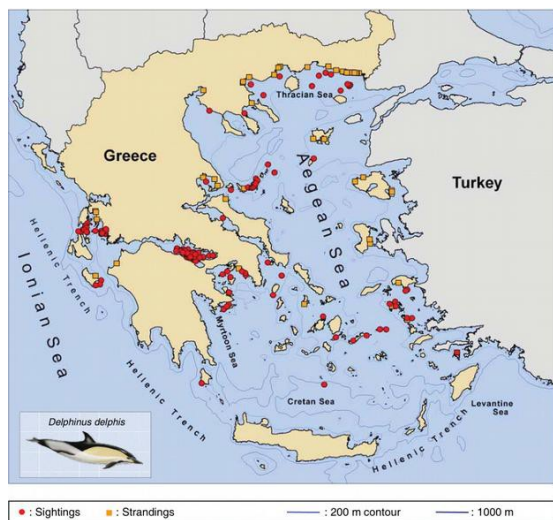 Thracian Sea
Greece
Aegean Sea
Turkey
Hellenic Trench
Ionian Sea
Myrtoon Sea
Hellenic Trench
Cretan Sea
Levantine
Sea
Hellenic Trench
Delphinus delphis
: Sightings : Strandings : 200 m contour : 1000 m